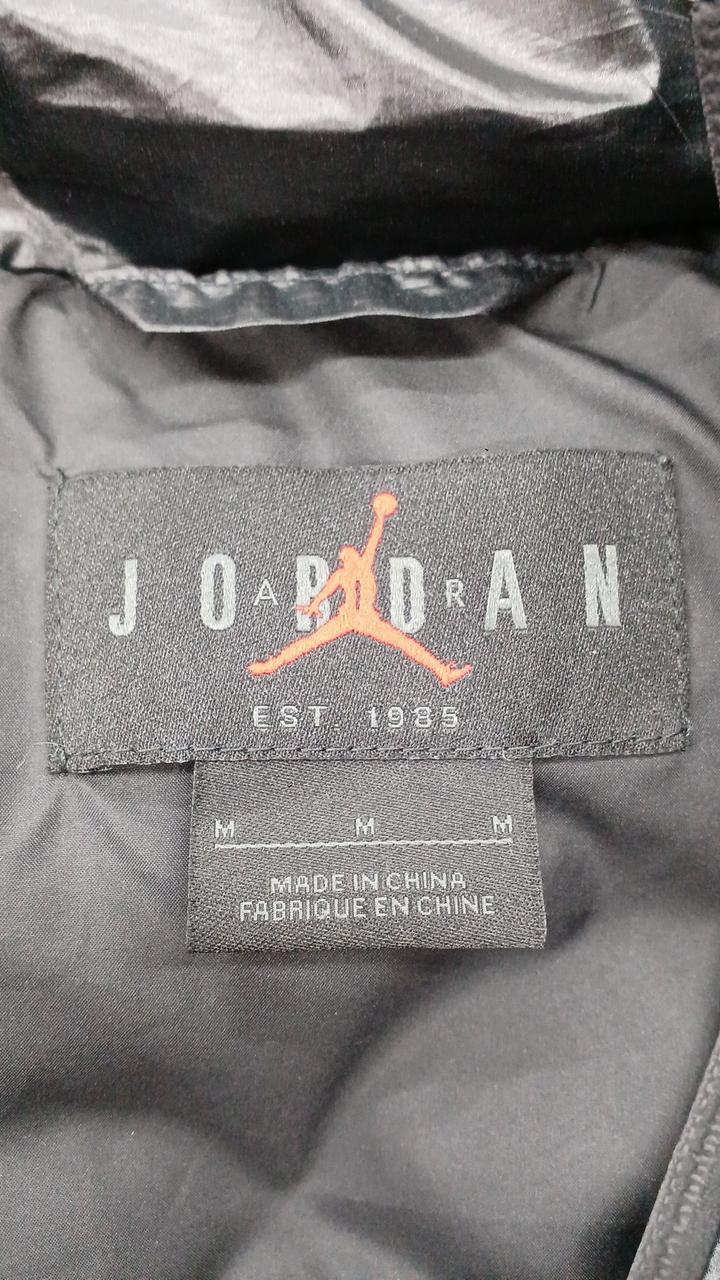 JORDAN
AIR
EST. 1985
M M M
MADE IN CHINA
FABRIQUE EN CHINE